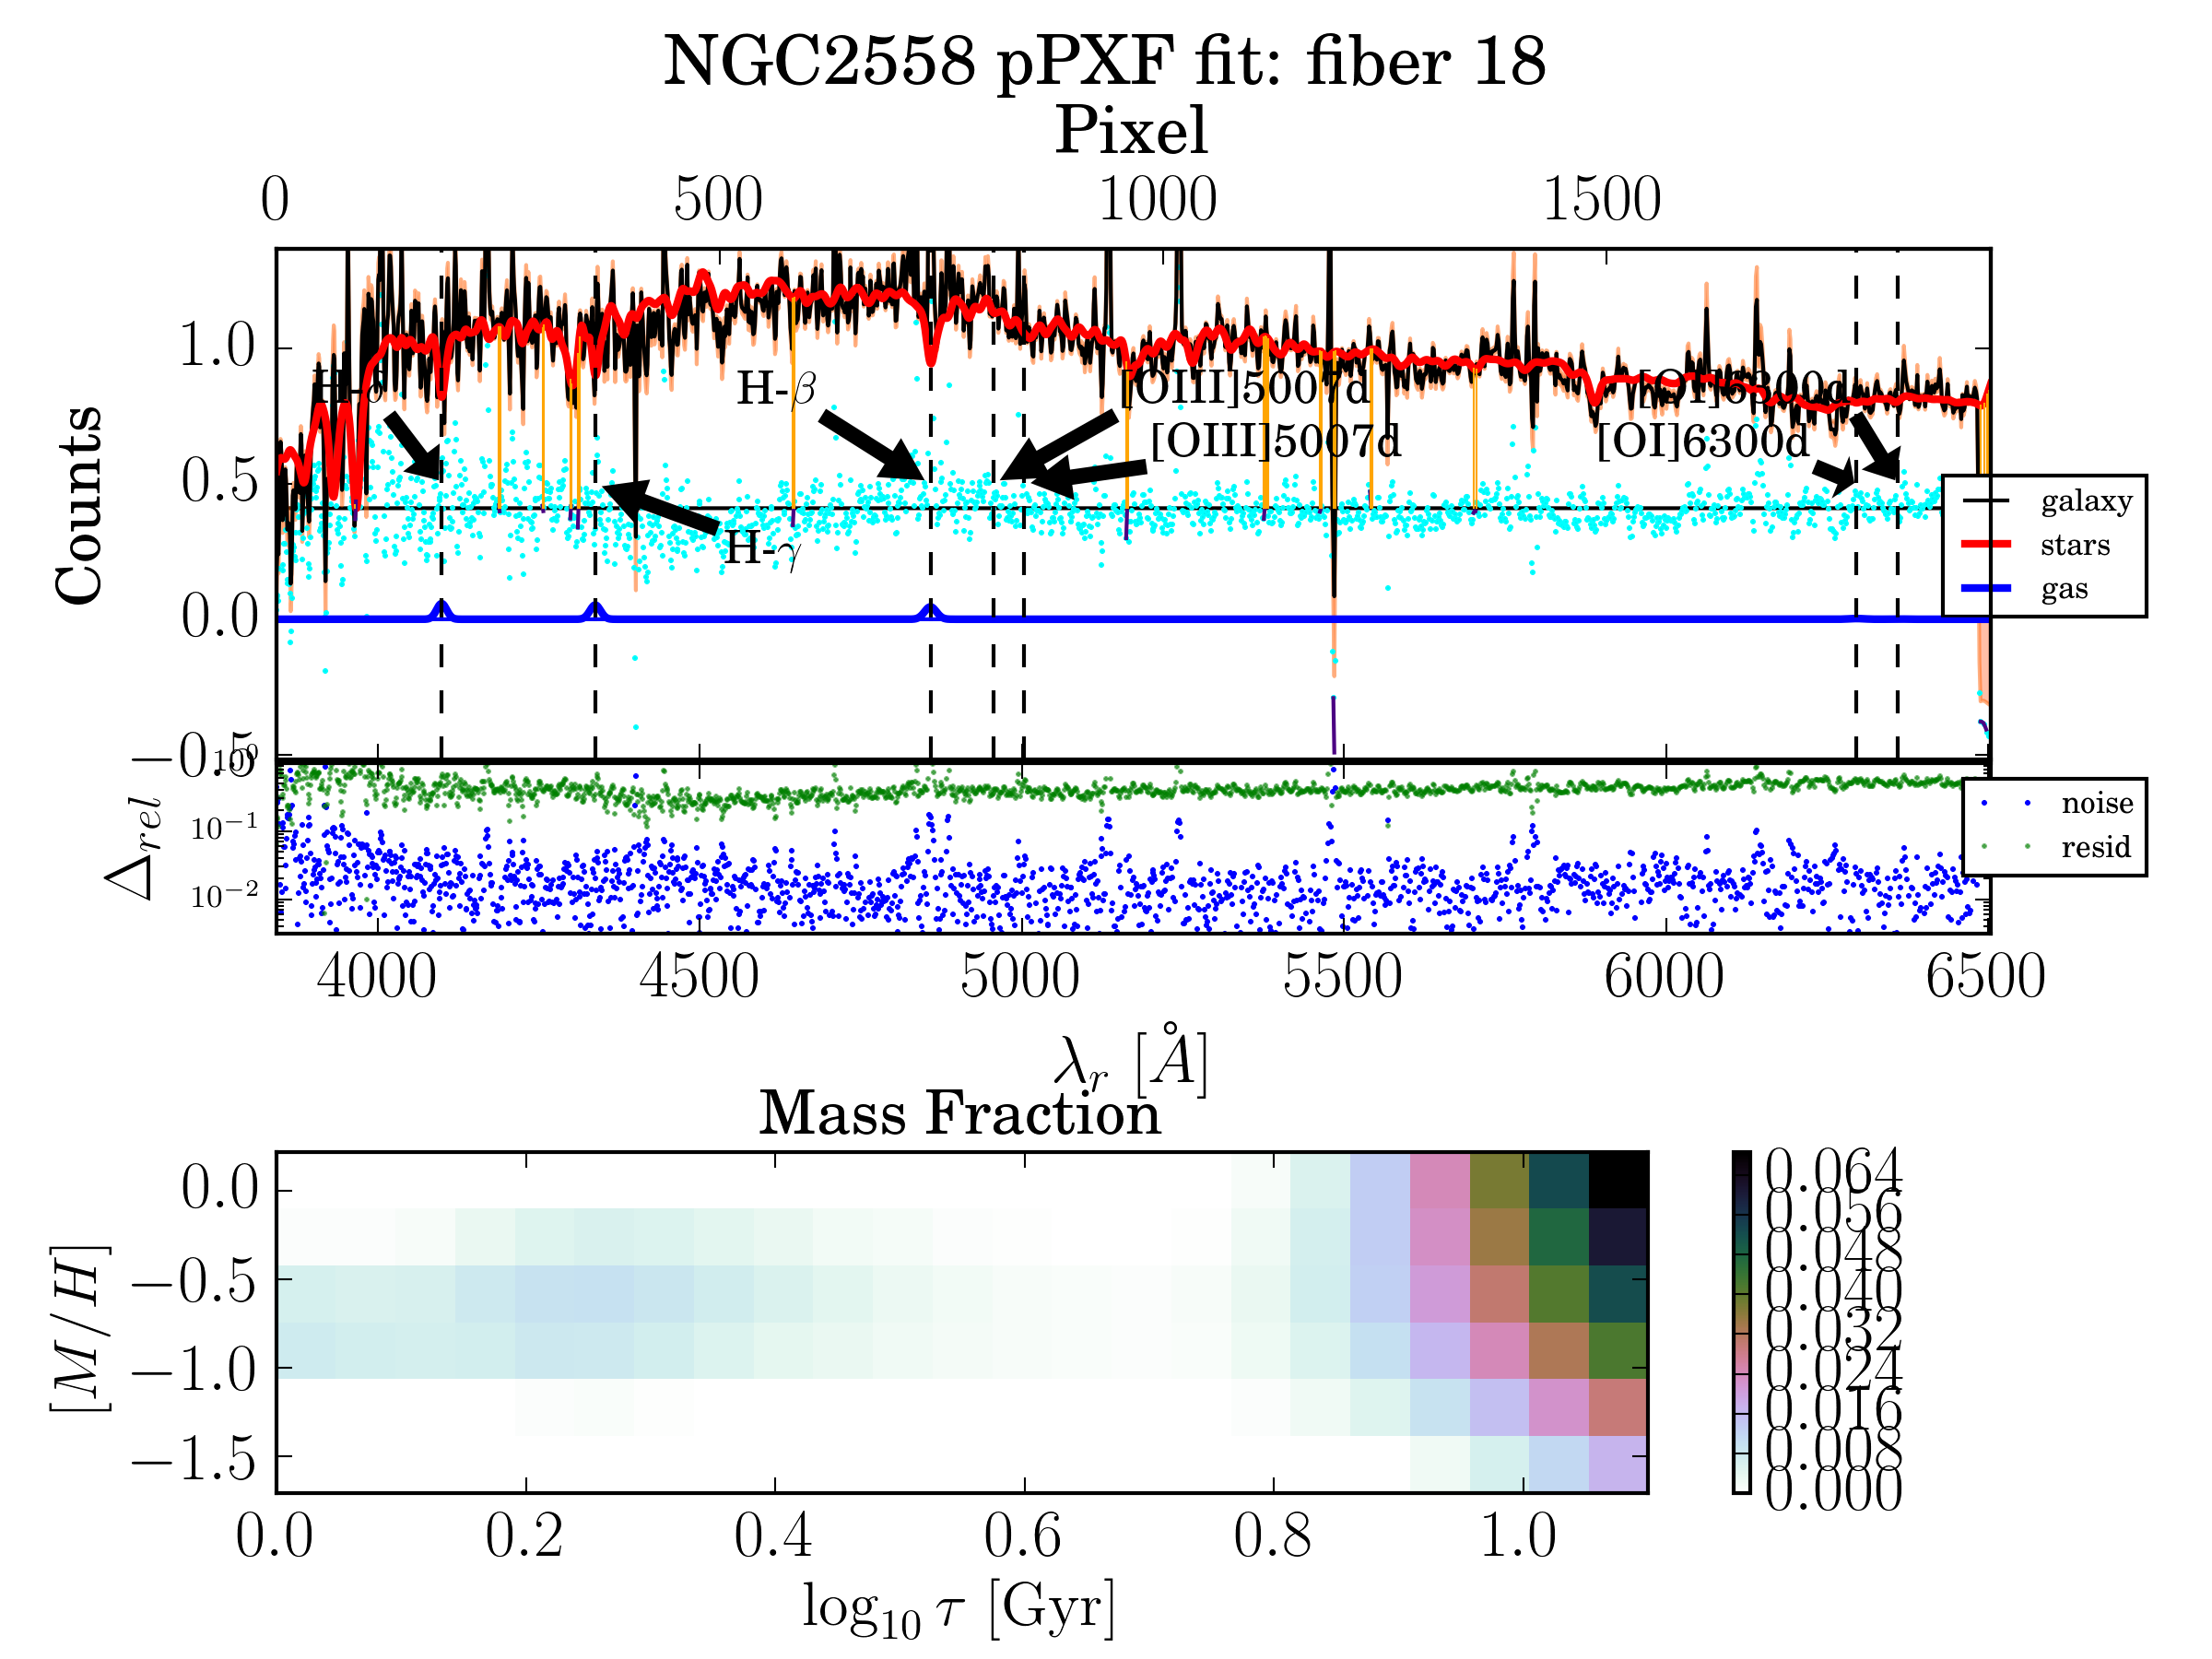 NGC2558 pPXF fit: fiber 18
Pixel
0 500 1000 1500
Counts
1.0
0.5
0.0
−0.5
H-δ
H-β
[OIII]5007d
[OI]6300d
[OIII]5007d
[OI]6300d
H-γ
galaxy
stars
gas
Δrel
10⁰
10⁻¹
10⁻²
noise
resid
4000 4500 5000 5500 6000 6500
λr [Å]
Mass Fraction
[M/H]
0.0
−0.5
−1.0
−1.5
0.0 0.2 0.4 0.6 0.8 1.0
log₁₀ τ [Gyr]
0.064
0.056
0.048
0.040
0.032
0.024
0.016
0.008
0.000